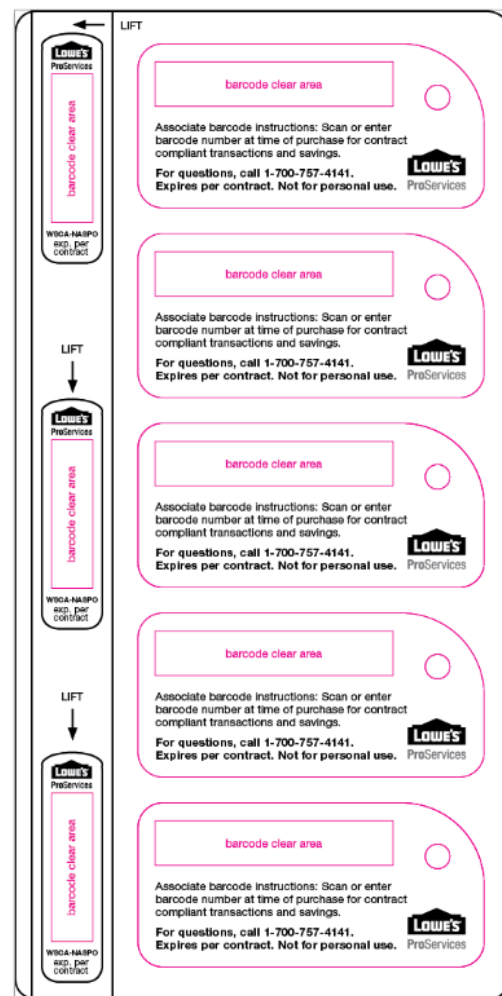 LIFT
LOWE'S
ProServices
barcode clear area
WSCA-NASPO
exp. per
contract
LIFT
LOWE'S
ProServices
barcode clear area
WSCA-NASPO
exp. per
contract
LIFT
LOWE'S
ProServices
barcode clear area
WSCA-NASPO
exp. per
contract
barcode clear area
Associate barcode instructions: Scan or enter
barcode number at time of purchase for contract
compliant transactions and savings.
For questions, call 1-700-757-4141.
Expires per contract. Not for personal use.
LOWE'S
ProServices
barcode clear area
Associate barcode instructions: Scan or enter
barcode number at time of purchase for contract
compliant transactions and savings.
For questions, call 1-700-757-4141.
Expires per contract. Not for personal use.
LOWE'S
ProServices
barcode clear area
Associate barcode instructions: Scan or enter
barcode number at time of purchase for contract
compliant transactions and savings.
For questions, call 1-700-757-4141.
Expires per contract. Not for personal use.
LOWE'S
ProServices
barcode clear area
Associate barcode instructions: Scan or enter
barcode number at time of purchase for contract
compliant transactions and savings.
For questions, call 1-700-757-4141.
Expires per contract. Not for personal use.
LOWE'S
ProServices
barcode clear area
Associate barcode instructions: Scan or enter
barcode number at time of purchase for contract
compliant transactions and savings.
For questions, call 1-700-757-4141.
Expires per contract. Not for personal use.
LOWE'S
ProServices